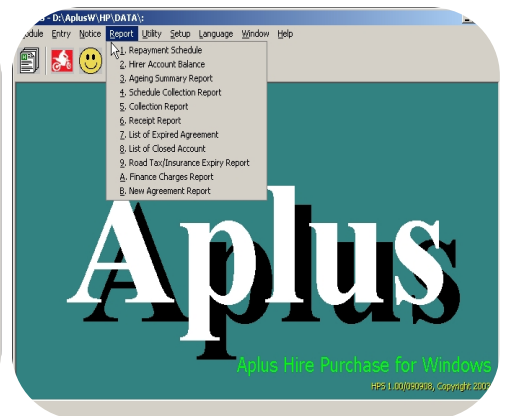 - D:\AplusW\HP\DATA\:
odule Entry Notice Report Utility Setup Language Window Help
1. Repayment Schedule
2. Hirer Account Balance
3. Ageing Summary Report
4. Schedule Collection Report
5. Collection Report
6. Receipt Report
7. List of Expired Agreement
8. List of Closed Account
9. Road Tax/Insurance Expiry Report
A. Finance Charges Report
B. New Agreement Report
Aplus
Aplus Hire Purchase for Windows
HPS 1.00/090908, Copyright 2003